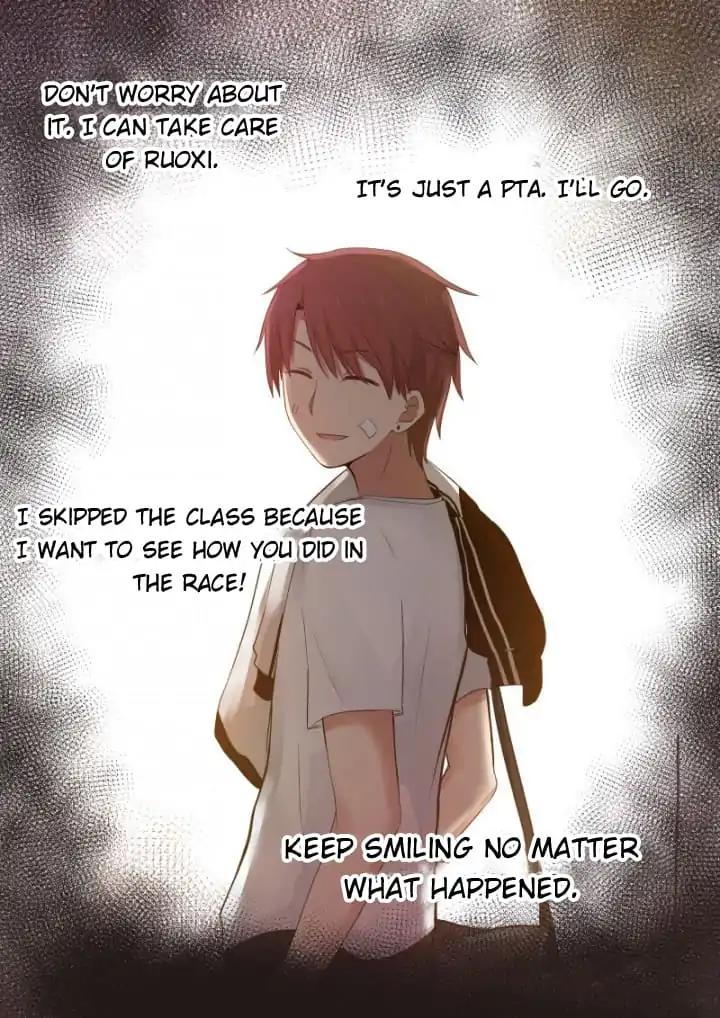 DON'T WORRY ABOUT
IT. I CAN TAKE CARE
OF RUOXI.
IT'S JUST A PTA. I'LL GO.
I SKIPPED THE CLASS BECAUSE
I WANT TO SEE HOW YOU DID IN
THE RACE!
KEEP SMILING NO MATTER
WHAT HAPPENED.